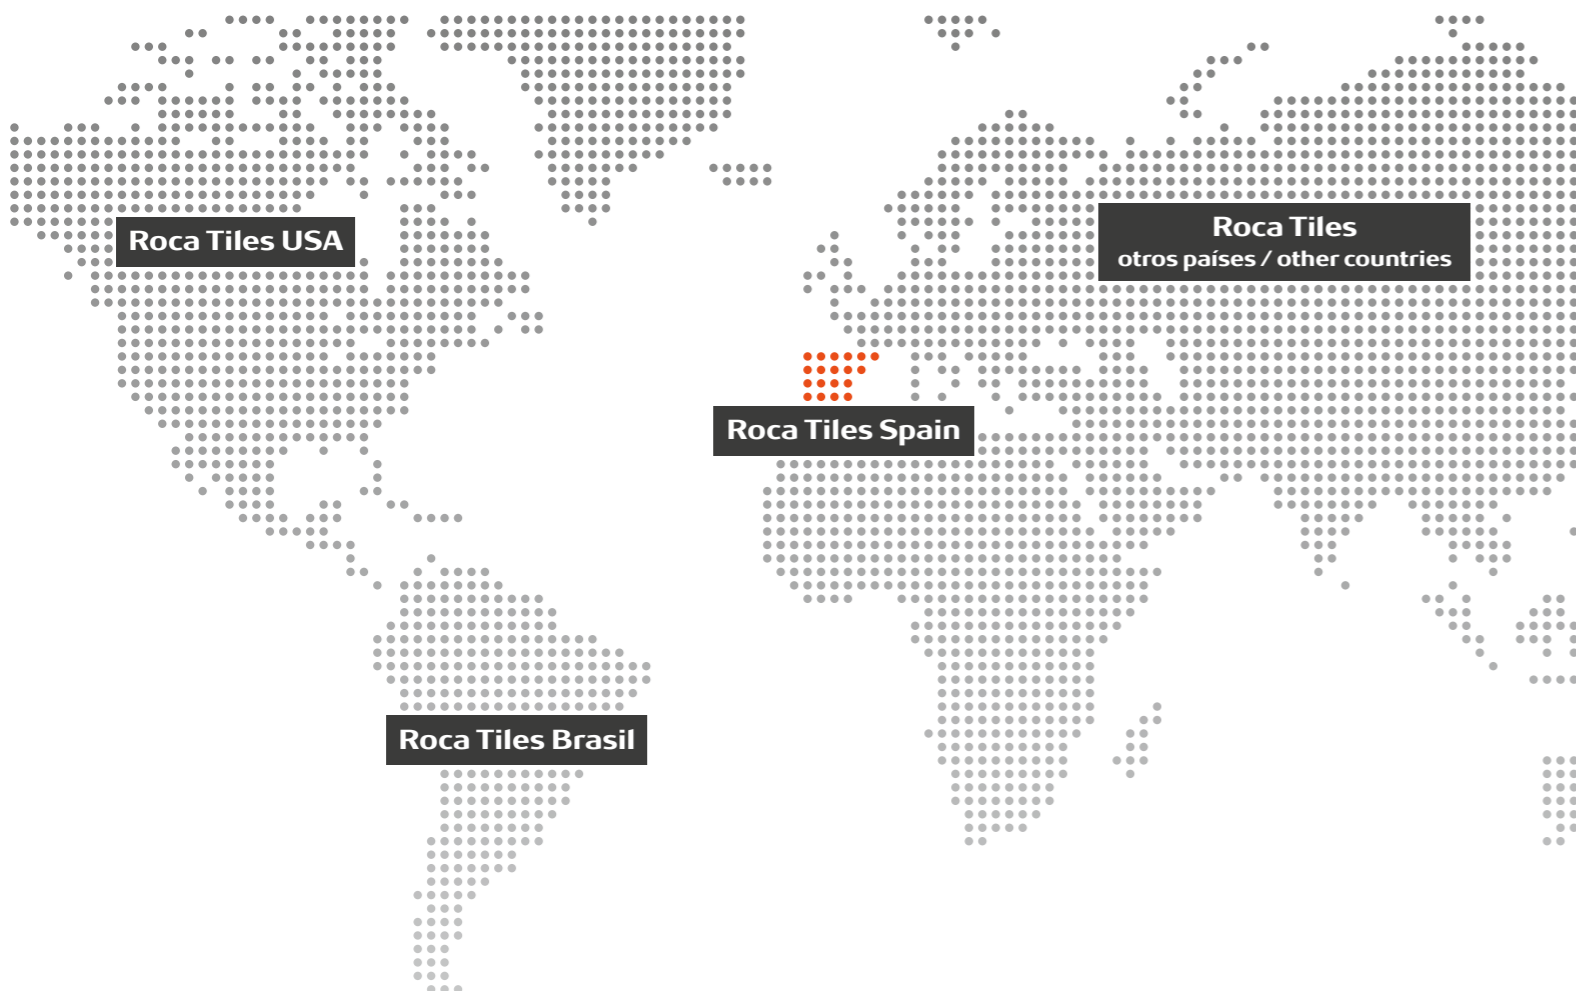 Roca Tiles USA
Roca Tiles
otros países / other countries
Roca Tiles Spain
Roca Tiles Brasil